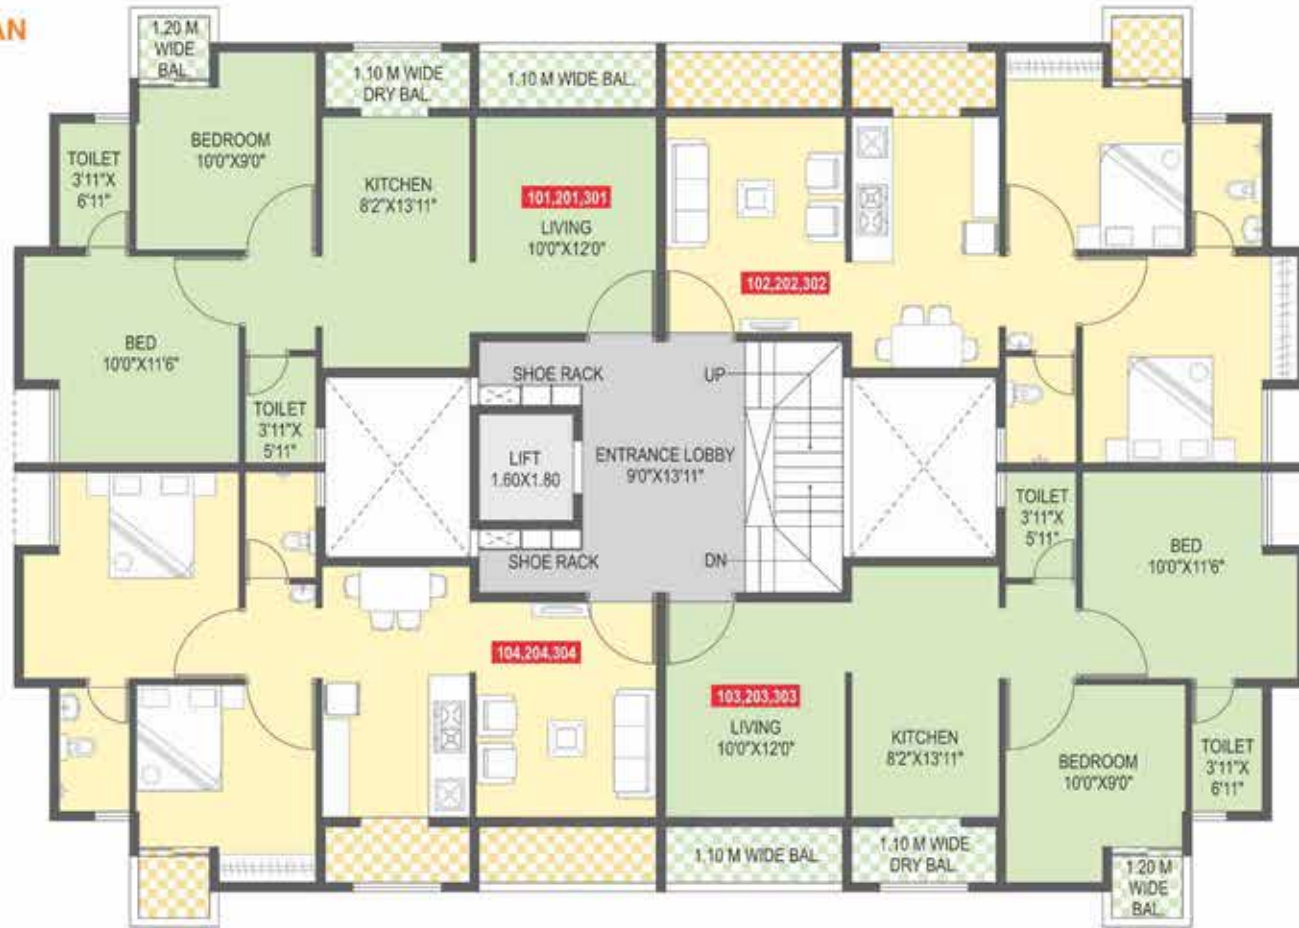 AN
1.20 M
WIDE
BAL.
1.10 M WIDE
DRY BAL.
1.10 M WIDE BAL.
TOILET
3'11"X
6'11"
BEDROOM
10'0"X9'0"
KITCHEN
8'2"X13'11"
101,201,301
LIVING
10'0"X12'0"
102,202,302
BED
10'0"X11'6"
TOILET
3'11"X
5'11"
SHOE RACK
UP
LIFT
1.60X1.80
ENTRANCE LOBBY
9'0"X13'11"
SHOE RACK
DN
TOILET
3'11"X
5'11"
BED
10'0"X11'6"
104,204,304
103,203,303
LIVING
10'0"X12'0"
KITCHEN
8'2"X13'11"
BEDROOM
10'0"X9'0"
TOILET
3'11"X
6'11"
1.10 M WIDE BAL.
1.10 M WIDE
DRY BAL.
1.20 M
WIDE
BAL.